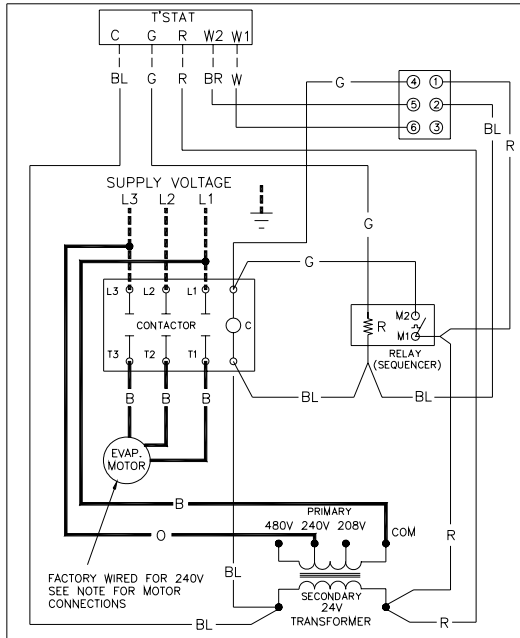 T'STAT
C G R W2 W1
BL G R BR W
G
4 1
5 2
6 3
BL
R
SUPPLY VOLTAGE
L3 L2 L1
G
G
L3 L2 L1
CONTACTOR
C
T3 T2 T1
R
M2
M1
RELAY
(SEQUENCER)
B B B
BL BL
EVAP.
MOTOR
B
PRIMARY
480V 240V 208V
COM
O
R
FACTORY WIRED FOR 240V
SEE NOTE FOR MOTOR
CONNECTIONS
BL
SECONDARY
24V
TRANSFORMER
BL
R